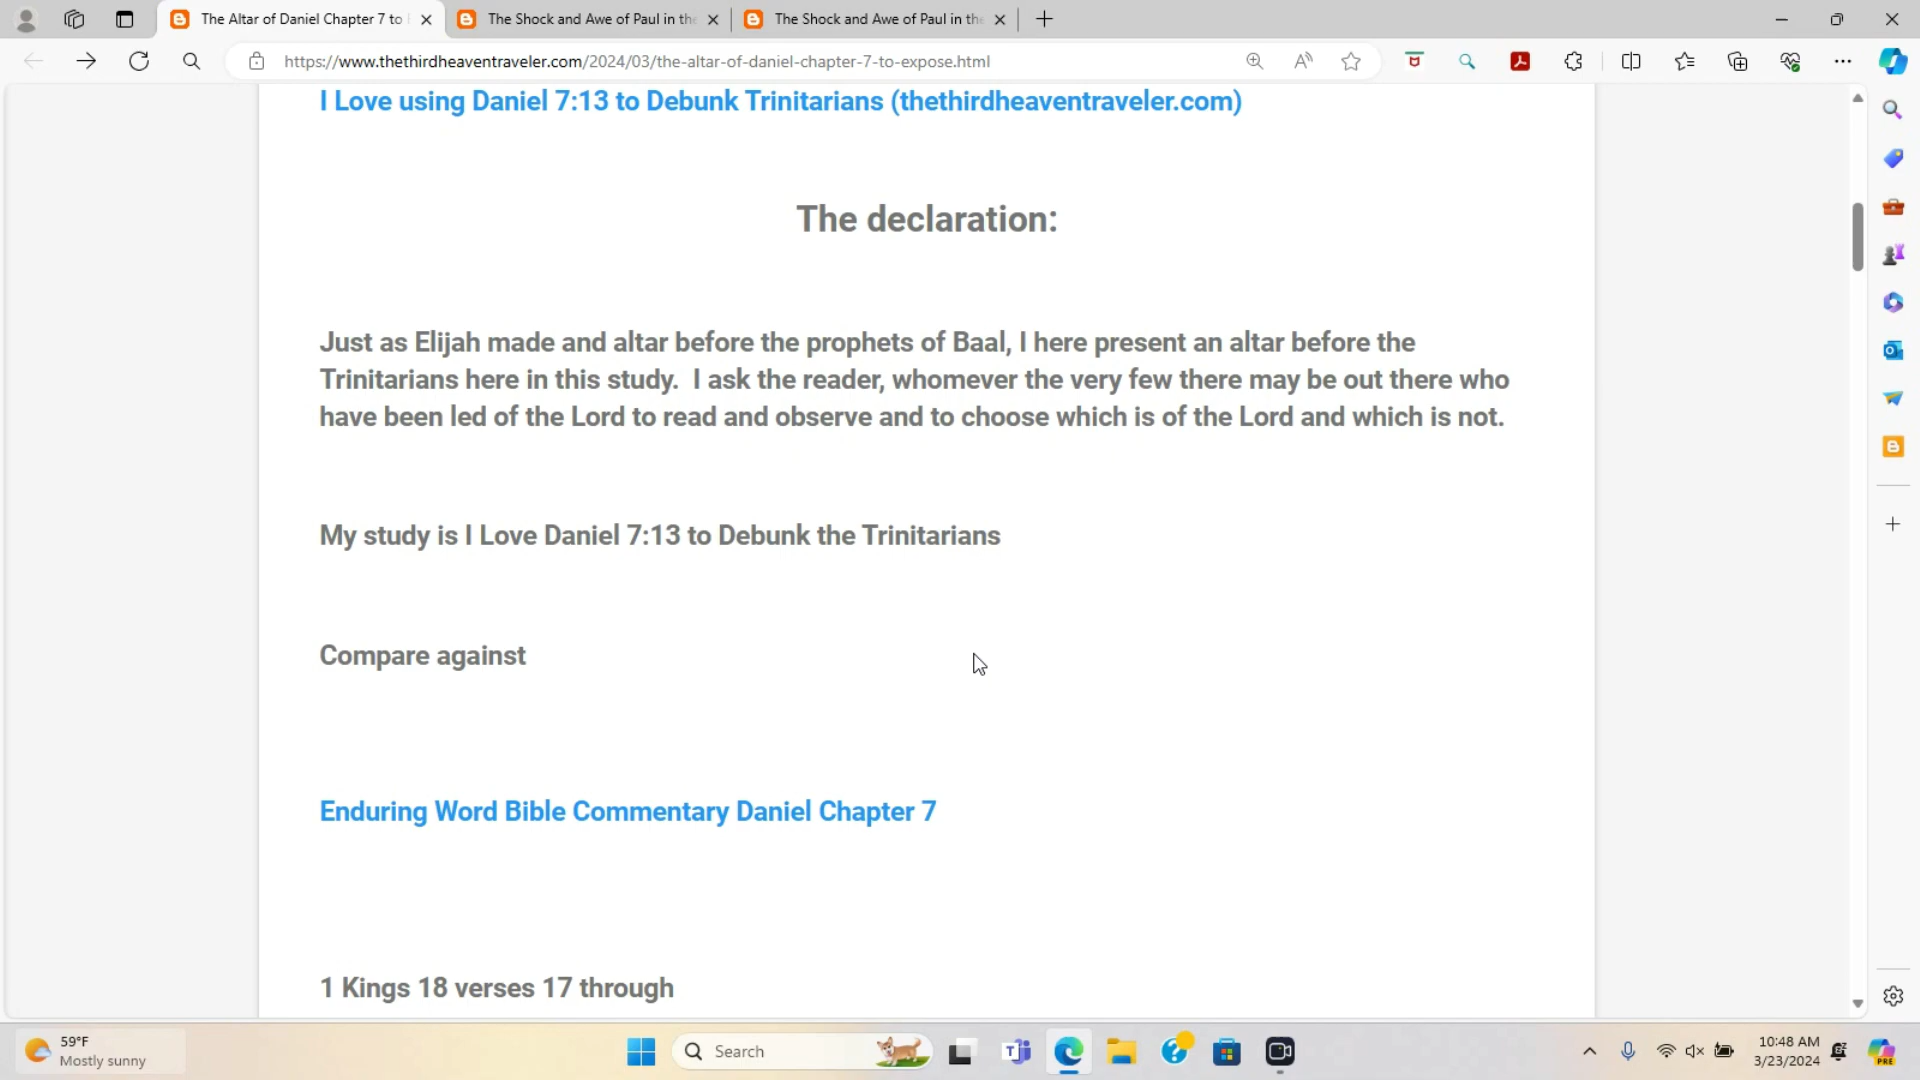 The Altar of Daniel Chapter 7 to
The Shock and Awe of Paul in the
The Shock and Awe of Paul in the
https://www.thethirdheaventraveler.com/2024/03/the-altar-of-daniel-chapter-7-to-expose.html
I Love using Daniel 7:13 to Debunk Trinitarians (thethirdheaventraveler.com)
The declaration:
Just as Elijah made and altar before the prophets of Baal, I here present an altar before the
Trinitarians here in this study.  I ask the reader, whomever the very few there may be out there who
have been led of the Lord to read and observe and to choose which is of the Lord and which is not.
My study is I Love Daniel 7:13 to Debunk the Trinitarians
Compare against
Enduring Word Bible Commentary Daniel Chapter 7
1 Kings 18 verses 17 through
59°F
Mostly sunny
Search
10:48 AM
3/23/2024
PRE